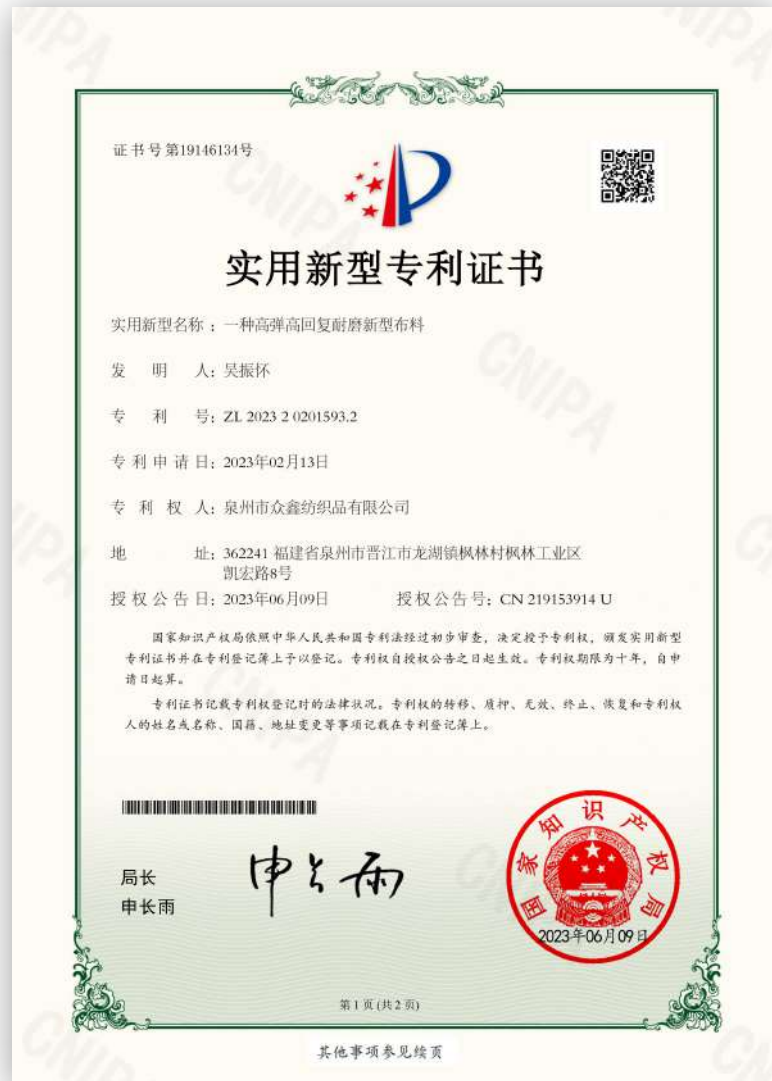 证书号第19146134号
实用新型专利证书
实用新型名称：一种高弹高回复耐磨新型布料
发明人：吴振怀
专利号：ZL 2023 2 0201593.2
专利申请日：2023年02月13日
专利权人：泉州市众鑫纺织品有限公司
地址：362241 福建省泉州市晋江市龙湖镇枫林村枫林工业区
凯宏路8号
授权公告日：2023年06月09日 授权公告号：CN 219153914 U
国家知识产权局依照中华人民共和国专利法经过初步审查，决定授予专利权，颁发实用新型
专利证书并在专利登记簿上予以登记。专利权自授权公告之日起生效。专利权期限为十年，自申
请日起算。
专利证书记载专利权登记时的法律状况。专利权的转移、质押、无效、终止、恢复和专利权
人的姓名或名称、国籍、地址变更等事项记载在专利登记簿上。
局长
申长雨
申长雨
国家知识产权局
2023年06月09日
第1页(共2页)
其他事项参见续页
CNIPA
CNIPA
CNIPA
CNIPA